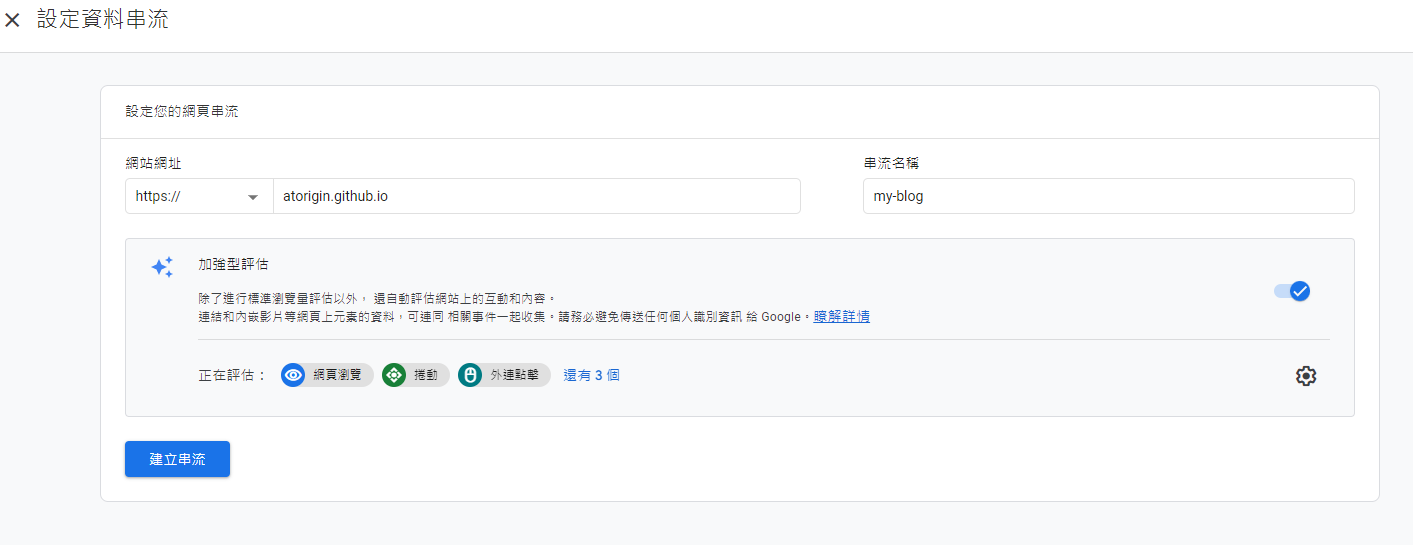 設定資料串流
設定您的網頁串流
網站網址
串流名稱
https:// atorigin.github.io
my-blog
加強型評估
除了進行標準瀏覽量評估以外， 還自動評估網站上的互動和內容。
連結和內嵌影片等網頁上元素的資料，可連同 相關事件一起收集。請務必避免傳送任何個人識別資訊 給 Google。瞭解詳情
正在評估： 網頁瀏覽 捲動 外連點擊 還有 3 個
建立串流